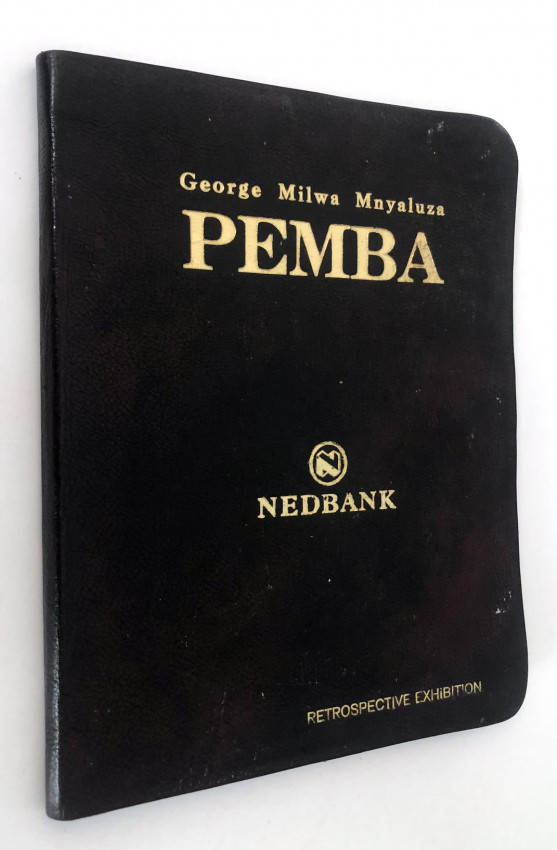 George Milwa Mnyaluza
PEMBA
N
NEDBANK
RETROSPECTIVE EXHIBITION